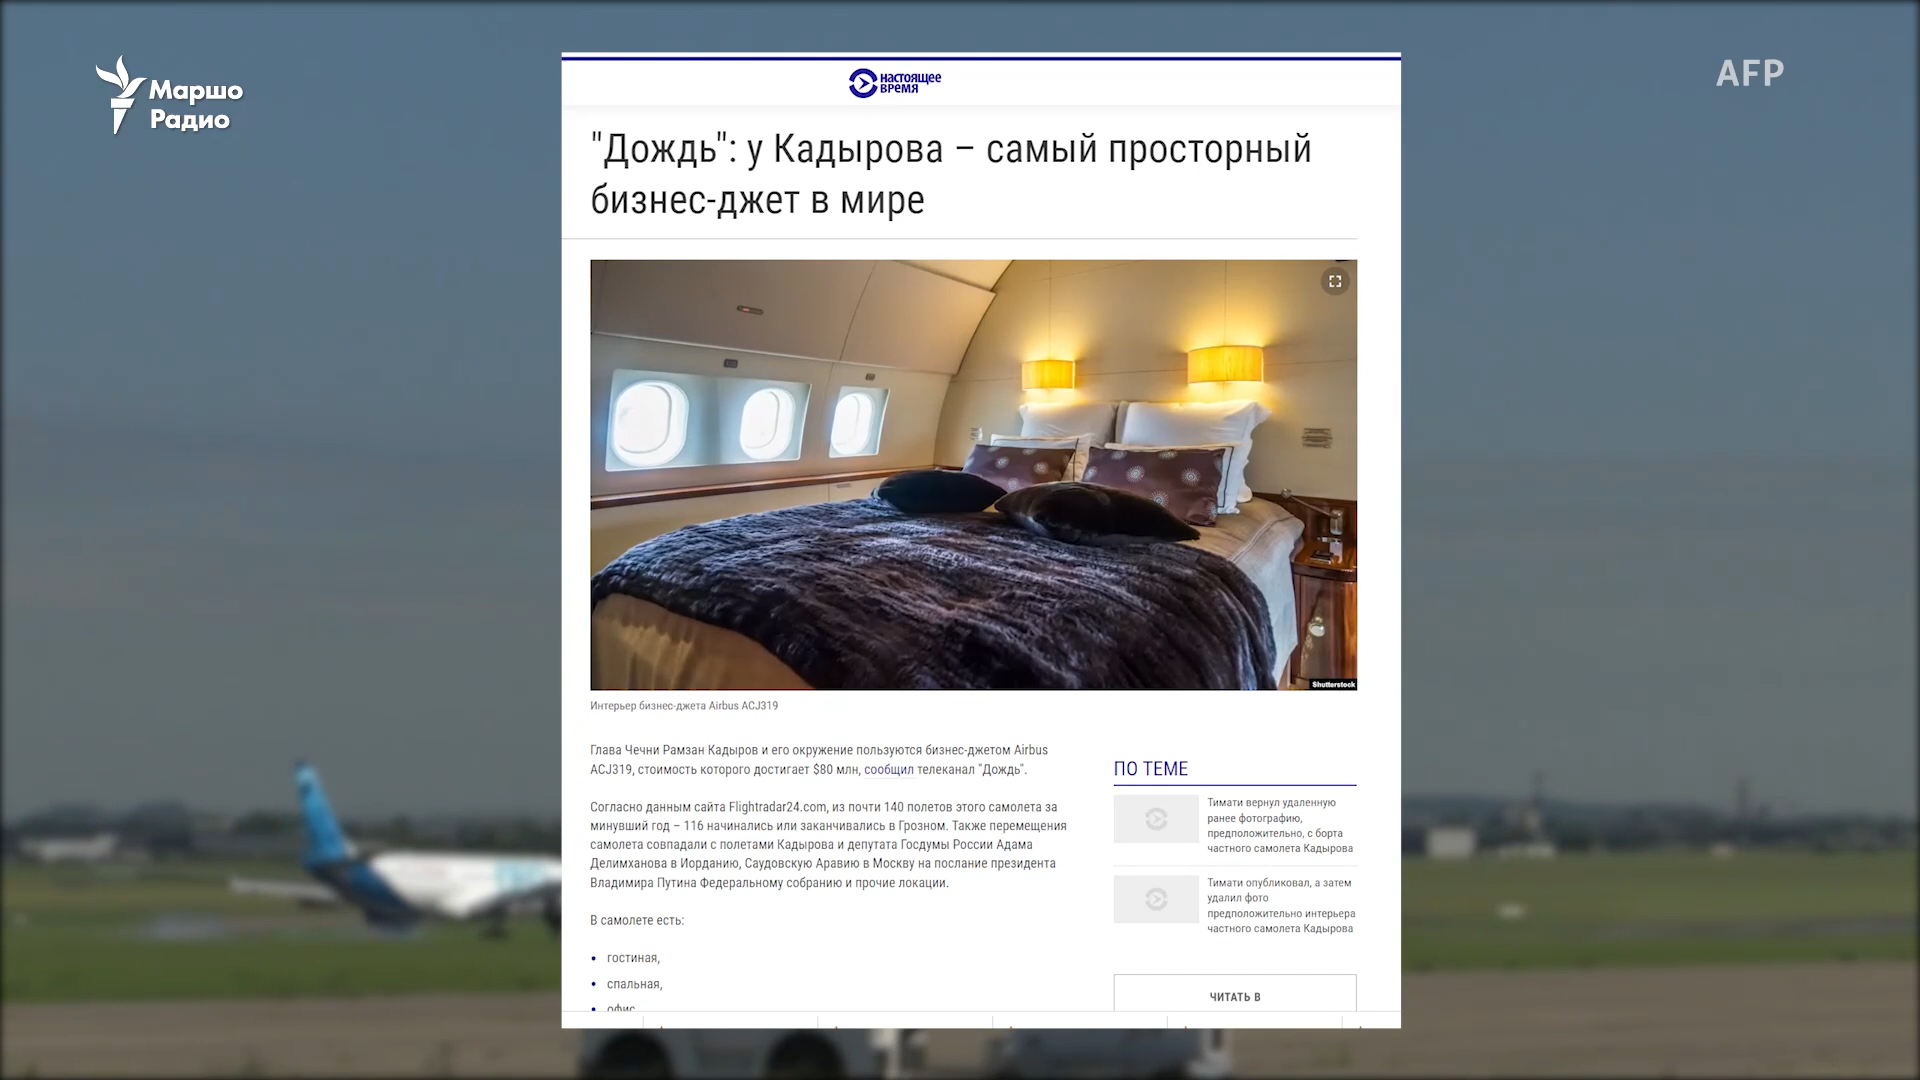 Маршо
Радио
AFP
НАСТОЯЩЕЕ
ВРЕМЯ
"Дождь": у Кадырова – самый просторный
бизнес-джет в мире
Shutterstock
Интерьер бизнес-джета Airbus ACJ319
Глава Чечни Рамзан Кадыров и его окружение пользуются бизнес-джетом Airbus
ACJ319, стоимость которого достигает $80 млн, сообщил телеканал "Дождь".
Согласно данным сайта Flightradar24.com, из почти 140 полетов этого самолета за
минувший год – 116 начинались или заканчивались в Грозном. Также перемещения
самолета совпадали с полетами Кадырова и депутата Госдумы России Адама
Делимханова в Иорданию, Саудовскую Аравию в Москву на послание президента
Владимира Путина Федеральному собранию и прочие локации.
В самолете есть:
• гостиная,
• спальная,
• офис
ПО ТЕМЕ
Тимати вернул удаленную
ранее фотографию,
предположительно, с борта
частного самолета Кадырова
Тимати опубликовал, а затем
удалил фото
предположительно интерьера
частного самолета Кадырова
ЧИТАТЬ В